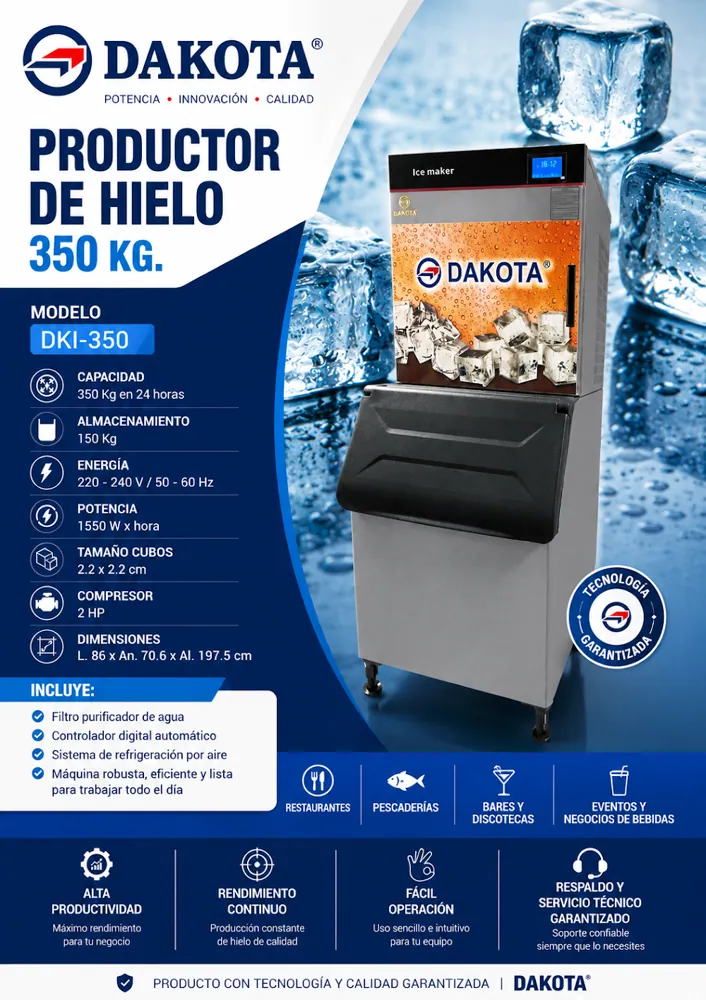 DAKOTA®
POTENCIA • INNOVACIÓN • CALIDAD
PRODUCTOR
DE HIELO
350 KG.
MODELO
DKI-350
CAPACIDAD
350 Kg en 24 horas
ALMACENAMIENTO
150 Kg
ENERGÍA
220 - 240 V / 50 - 60 Hz
POTENCIA
1550 W x hora
TAMAÑO CUBOS
2.2 x 2.2 cm
COMPRESOR
2 HP
DIMENSIONES
L. 86 x An. 70.6 x Al. 197.5 cm
INCLUYE:
Filtro purificador de agua
Controlador digital automático
Sistema de refrigeración por aire
Máquina robusta, eficiente y lista
para trabajar todo el día
Ice maker
16:12
DAKOTA
DAKOTA®
TECNOLOGÍA
GARANTIZADA
RESTAURANTES
PESCADERÍAS
BARES Y
DISCOTECAS
EVENTOS Y
NEGOCIOS DE BEBIDAS
ALTA
PRODUCTIVIDAD
Máximo rendimiento
para tu negocio
RENDIMIENTO
CONTINUO
Producción constante
de hielo de calidad
FÁCIL
OPERACIÓN
Uso sencillo e intuitivo
para tu equipo
RESPALDO Y
SERVICIO TÉCNICO
GARANTIZADO
Soporte confiable
siempre que lo necesites
PRODUCTO CON TECNOLOGÍA Y CALIDAD GARANTIZADA | DAKOTA®